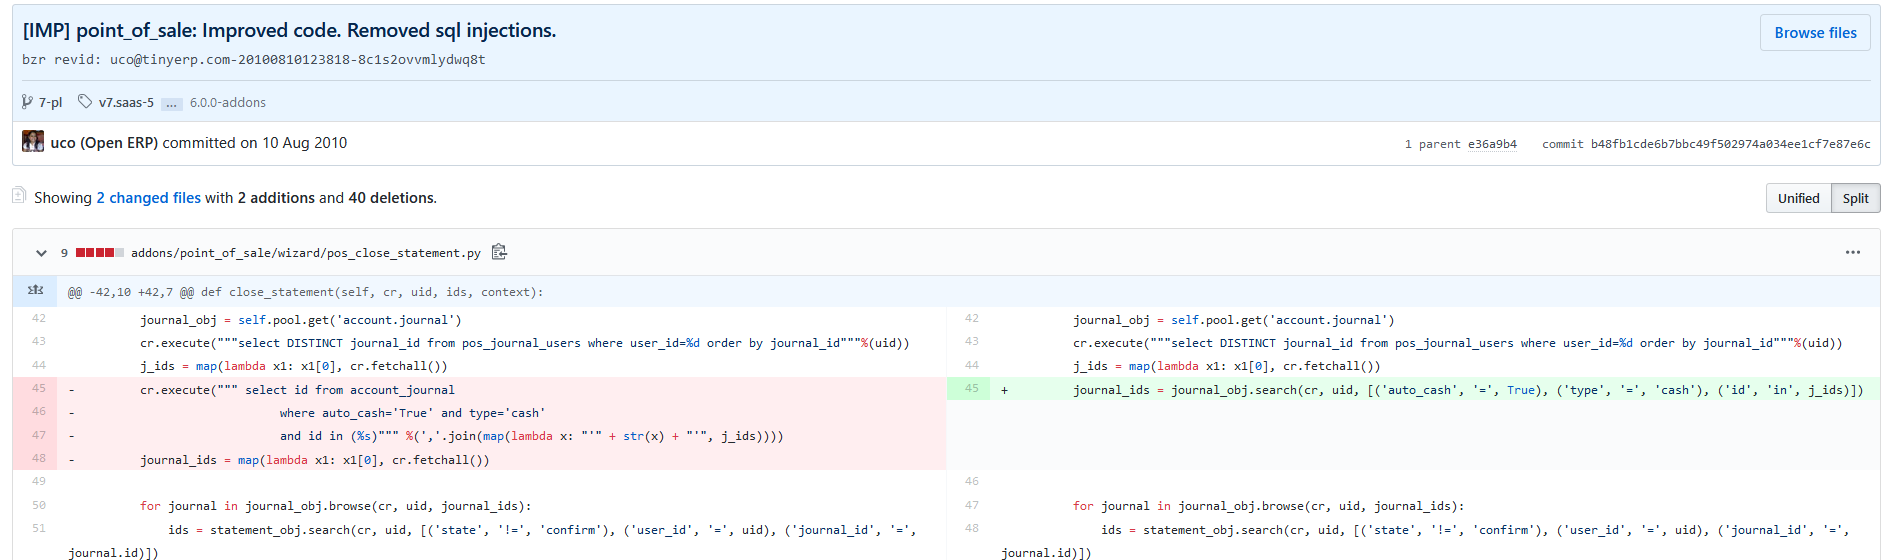 [IMP] point_of_sale: Improved code. Removed sql injections.
Browse files
bzr revid: uco@tinyerp.com-20100810123818-8c1s2ovvmlydwq8t
7-pl v7.saas-5 ... 6.0.0-addons
uco (Open ERP) committed on 10 Aug 2010
1 parent e36a9b4 commit b48fb1cde6b7bbc49f502974a034ee1cf7e87e6c
Showing 2 changed files with 2 additions and 40 deletions.
Unified Split
9 addons/point_of_sale/wizard/pos_close_statement.py
@@ -42,10 +42,7 @@ def close_statement(self, cr, uid, ids, context):
42 journal_obj = self.pool.get('account.journal')
43 cr.execute("""select DISTINCT journal_id from pos_journal_users where user_id=%d order by journal_id"""%(uid))
44 j_ids = map(lambda x1: x1[0], cr.fetchall())
45 - cr.execute(""" select id from account_journal
46 - where auto_cash='True' and type='cash'
47 - and id in (%s)""" %(','.join(map(lambda x: "'" + str(x) + "'", j_ids))))
48 - journal_ids = map(lambda x1: x1[0], cr.fetchall())
49
50 for journal in journal_obj.browse(cr, uid, journal_ids):
51 ids = statement_obj.search(cr, uid, [('state', '!=', 'confirm'), ('user_id', '=', uid), ('journal_id', '=',
journal.id)])
42 journal_obj = self.pool.get('account.journal')
43 cr.execute("""select DISTINCT journal_id from pos_journal_users where user_id=%d order by journal_id"""%(uid))
44 j_ids = map(lambda x1: x1[0], cr.fetchall())
45 + journal_ids = journal_obj.search(cr, uid, [('auto_cash', '=', True), ('type', '=', 'cash'), ('id', 'in', j_ids)])
46
47 for journal in journal_obj.browse(cr, uid, journal_ids):
48 ids = statement_obj.search(cr, uid, [('state', '!=', 'confirm'), ('user_id', '=', uid), ('journal_id', '=',
journal.id)])